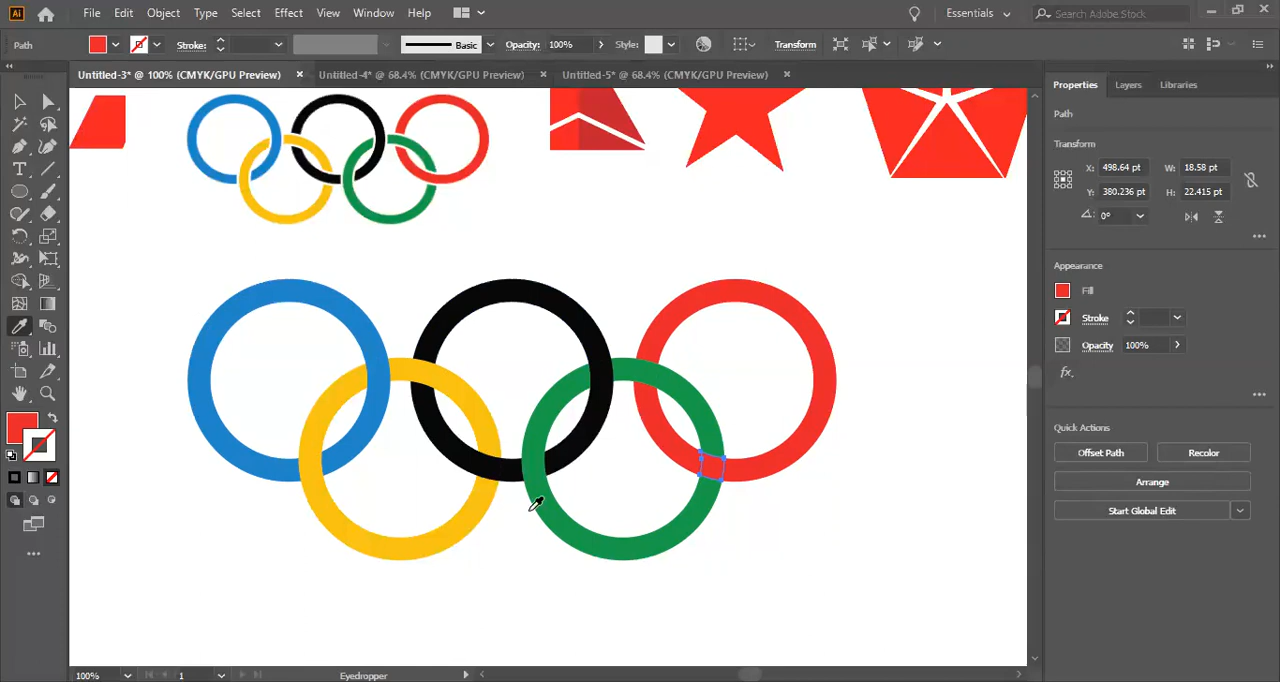 Ai File Edit Object Type Select Effect View Window Help Essentials Search Adobe Stock
Path Stroke: Basic Opacity: 100% Style: Transform
Untitled-3* @ 100% (CMYK/GPU Preview) Untitled-4* @ 68.4% (CMYK/GPU Preview) Untitled-5* @ 68.4% (CMYK/GPU Preview)
Properties Layers Libraries
Path
Transform
X: 498.64 pt W: 18.58 pt
Y: 380.236 pt H: 22.415 pt
0°
Appearance
Fill
Stroke
Opacity 100%
fx.
Quick Actions
Offset Path Recolor
Arrange
Start Global Edit
100% 1 Eyedropper